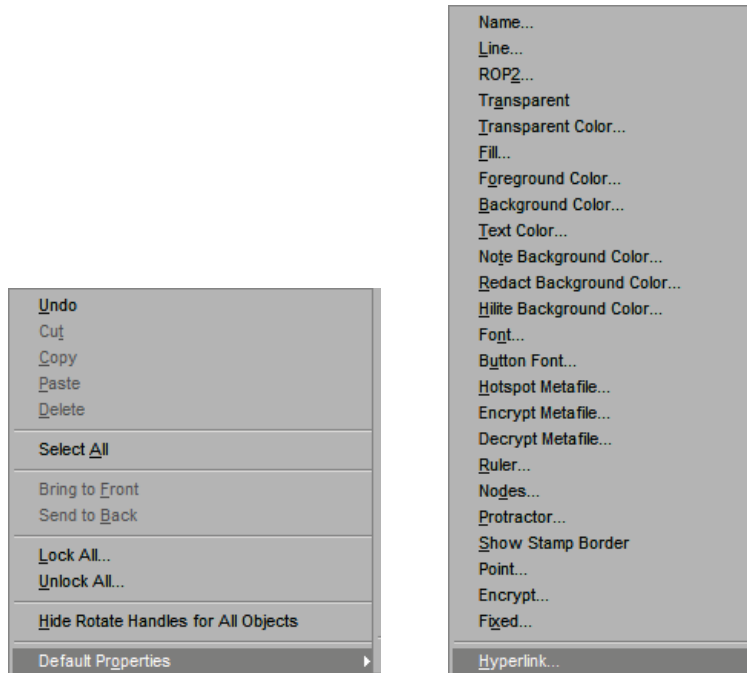 Undo
Cut
Copy
Paste
Delete
Select All
Bring to Front
Send to Back
Lock All...
Unlock All...
Hide Rotate Handles for All Objects
Default Properties
Name...
Line...
ROP2...
Transparent
Transparent Color...
Fill...
Foreground Color...
Background Color...
Text Color...
Note Background Color...
Redact Background Color...
Hilite Background Color...
Font...
Button Font...
Hotspot Metafile...
Encrypt Metafile...
Decrypt Metafile...
Ruler...
Nodes...
Protractor...
Show Stamp Border
Point...
Encrypt...
Fixed...
Hyperlink...